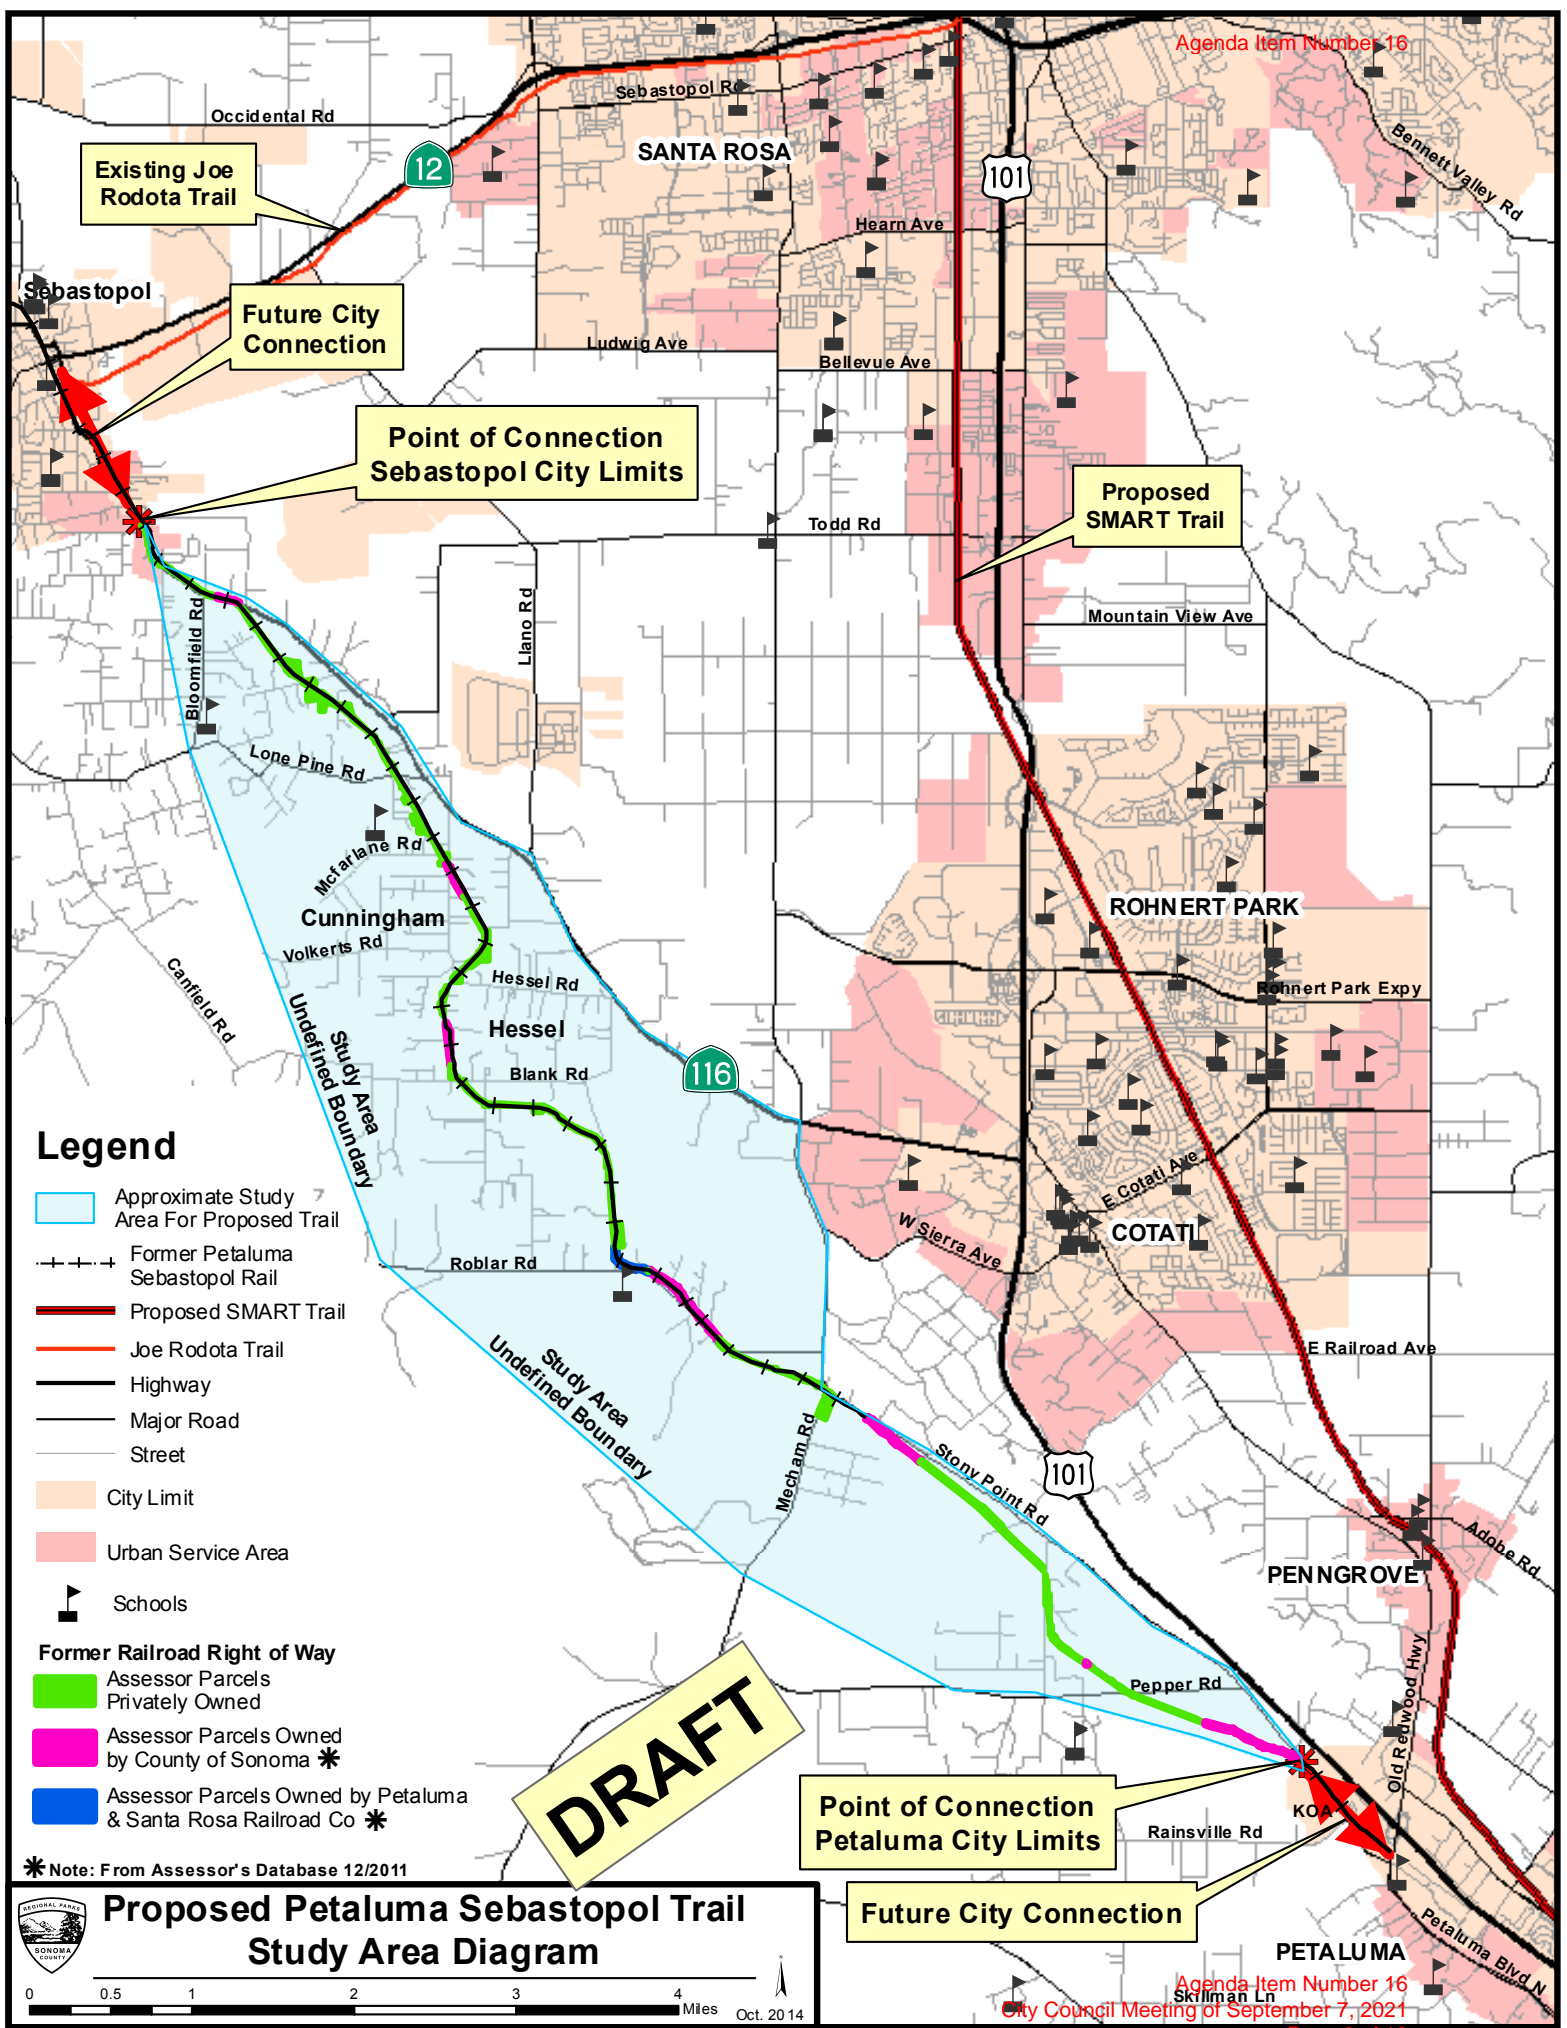 Agenda Item Number 16
Occidental Rd
Sebastopol Rd
SANTA ROSA
Bennett Valley Rd
Existing Joe
Rodota Trail
12
101
Hearn Ave
Sebastopol
Future City
Connection
Ludwig Ave
Bellevue Ave
Point of Connection
Sebastopol City Limits
Proposed
SMART Trail
Todd Rd
Llano Rd
Bloomfield Rd
Mountain View Ave
Lone Pine Rd
Mcfarlane Rd
Cunningham
Volkerts Rd
ROHNERT PARK
Canfield Rd
Hessel Rd
Rohnert Park Expy
Hessel
Study Area
Undefined Boundary
Blank Rd
116
E Cotati Ave
COTATI
W Sierra Ave
Roblar Rd
Study Area
Undefined Boundary
E Railroad Ave
Mecham Rd
Stony Point Rd
101
Adobe Rd
PENNGROVE
Old Redwood Hwy
Pepper Rd
Legend
Approximate Study
Area For Proposed Trail
Former Petaluma
Sebastopol Rail
Proposed SMART Trail
Joe Rodota Trail
Highway
Major Road
Street
City Limit
Urban Service Area
Schools
Former Railroad Right of Way
Assessor Parcels
Privately Owned
Assessor Parcels Owned
by County of Sonoma *
Assessor Parcels Owned by Petaluma
& Santa Rosa Railroad Co *
* Note: From Assessor's Database 12/2011
DRAFT
Point of Connection
Petaluma City Limits
KOA
Rainsville Rd
Future City Connection
PETALUMA
Petaluma Blvd N
Skillman Ln
REGIONAL PARKS
SONOMA
COUNTY
Proposed Petaluma Sebastopol Trail
Study Area Diagram
0 0.5 1 2 3 4
Miles
N
Oct. 2014
Agenda Item Number 16
City Council Meeting of September 7, 2021